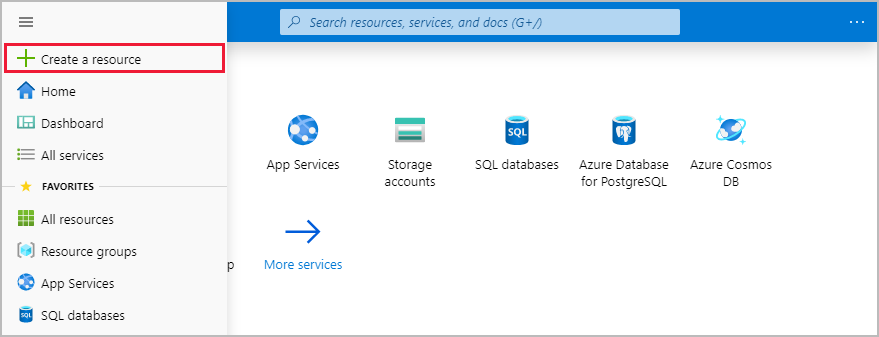 Search resources, services, and docs (G+/)
Create a resource
Home
Dashboard
All services
FAVORITES
All resources
Resource groups
App Services
SQL databases
App Services
Storage
accounts
SQL
SQL databases
Azure Database
for PostgreSQL
Azure Cosmos
DB
p
More services